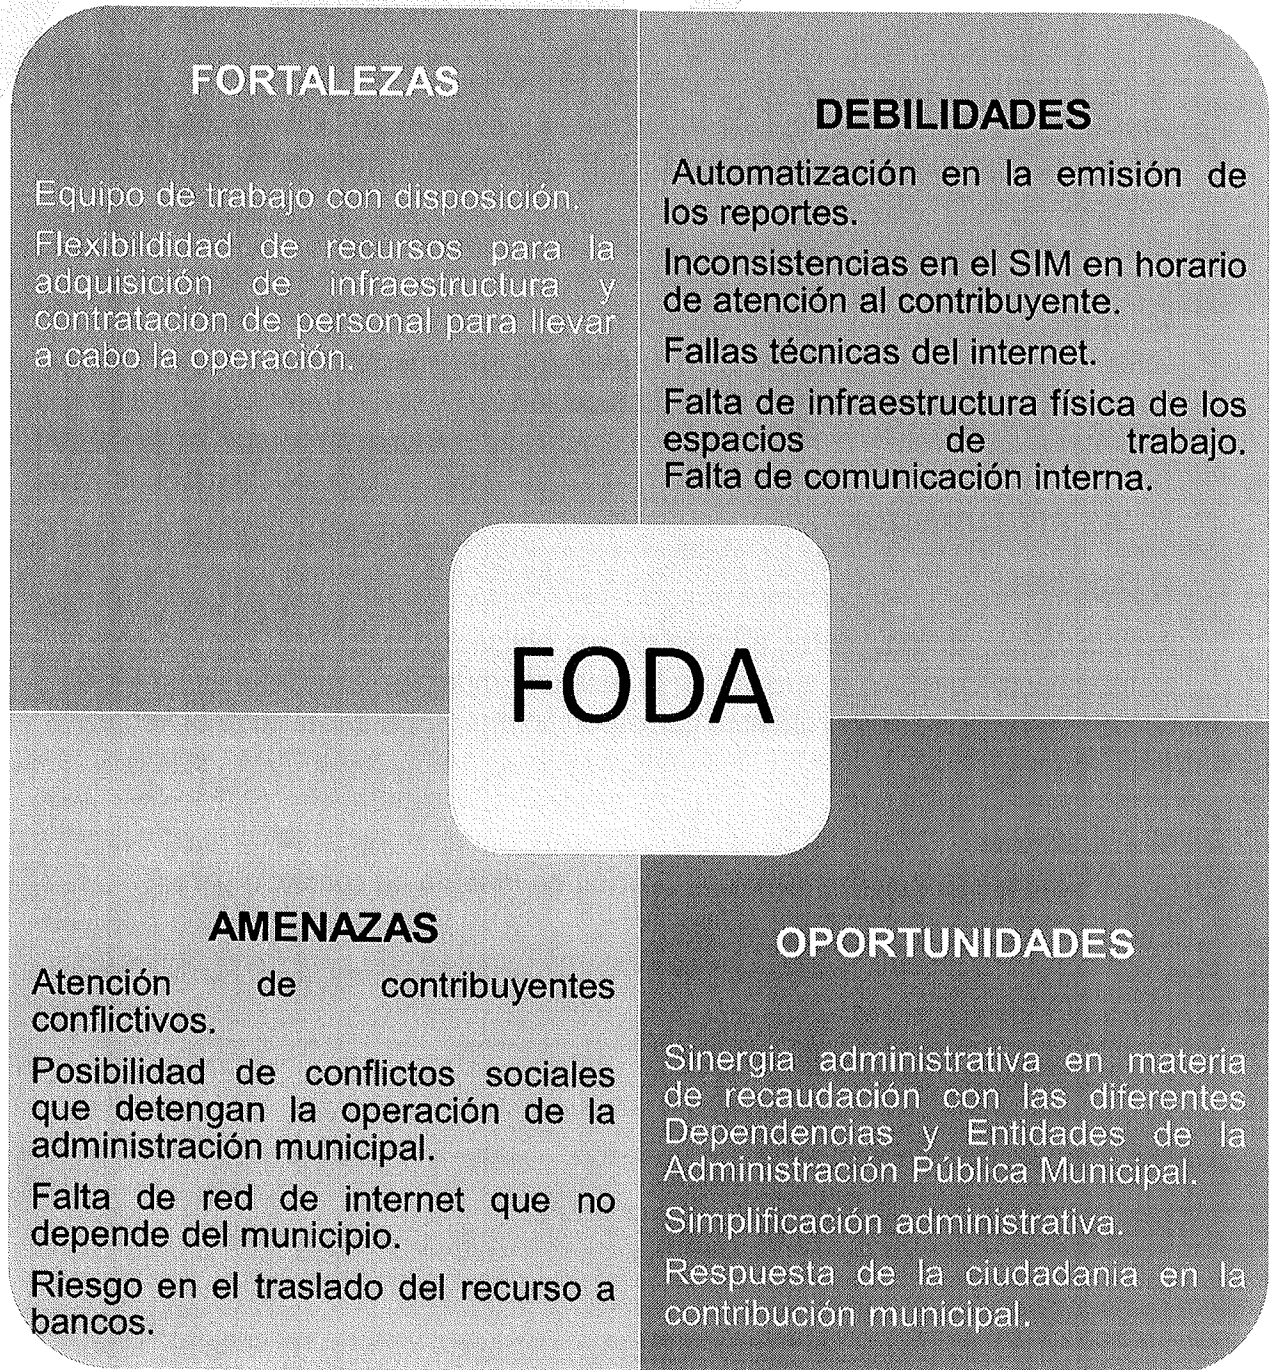 FORTALEZAS
Equipo de trabajo con disposición.
Flexibildidad de recursos para la
adquisición de infraestructura y
contratación de personal para llevar
a cabo la operación.
DEBILIDADES
Automatización en la emisión de
los reportes.
Inconsistencias en el SIM en horario
de atención al contribuyente.
Fallas técnicas del internet.
Falta de infraestructura física de los
espacios de trabajo.
Falta de comunicación interna.
FODA
AMENAZAS
Atención de contribuyentes
conflictivos.
Posibilidad de conflictos sociales
que detengan la operación de la
administración municipal.
Falta de red de internet que no
depende del municipio.
Riesgo en el traslado del recurso a
bancos.
OPORTUNIDADES
Sinergia administrativa en materia
de recaudación con las diferentes
Dependencias y Entidades de la
Administración Pública Municipal.
Simplificación administrativa.
Respuesta de la ciudadania en la
contribución municipal.